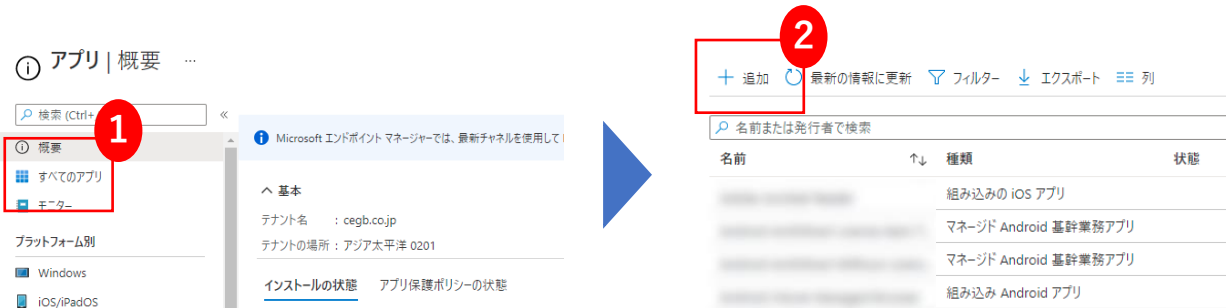 アプリ | 概要 …
検索 (Ctrl+
1
«
概要
すべてのアプリ
モニター
プラットフォーム別
Windows
iOS/iPadOS
Microsoft エンドポイント マネージャーでは、最新チャネルを使用して
基本
テナント名 : cegb.co.jp
テナントの場所 : アジア太平洋 0201
インストールの状態 アプリ保護ポリシーの状態
2
追加 最新の情報に更新 フィルター エクスポート 列
名前または発行者で検索
名前 ↑↓ 種類 状態
組み込みの iOS アプリ
マネージド Android 基幹業務アプリ
マネージド Android 基幹業務アプリ
組み込み Android アプリ